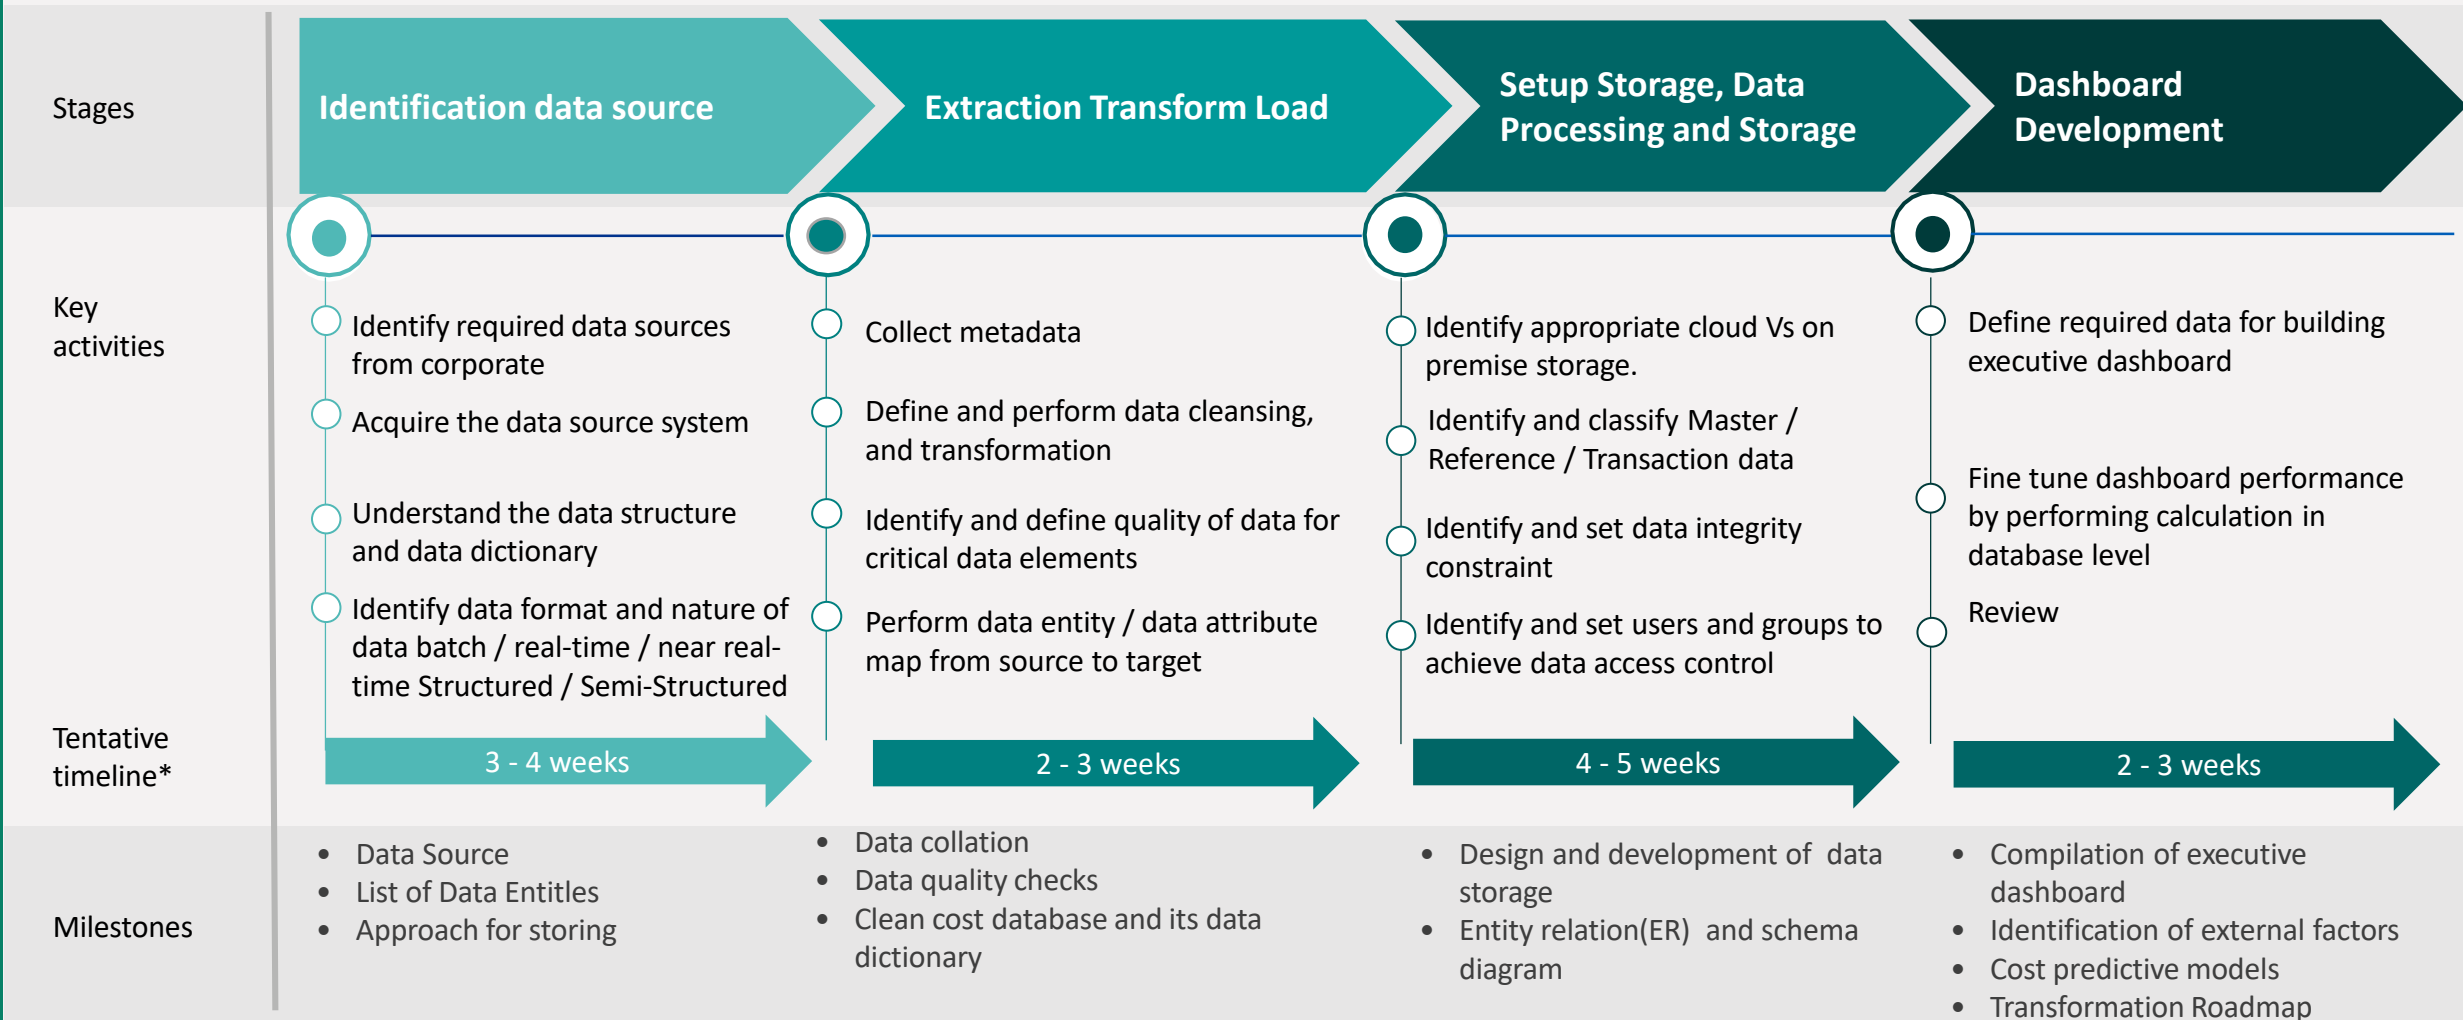 Stages
Identification data source
Extraction Transform Load
Setup Storage, Data
Processing and Storage
Dashboard
Development
Key
activities
Identify required data sources
from corporate
Acquire the data source system
Understand the data structure
and data dictionary
Identify data format and nature of
data batch / real-time / near real-
time Structured / Semi-Structured
Collect metadata
Define and perform data cleansing,
and transformation
Identify and define quality of data for
critical data elements
Perform data entity / data attribute
map from source to target
Identify appropriate cloud Vs on
premise storage.
Identify and classify Master /
Reference / Transaction data
Identify and set data integrity
constraint
Identify and set users and groups to
achieve data access control
Define required data for building
executive dashboard
Fine tune dashboard performance
by performing calculation in
database level
Review
Tentative
timeline*
3 - 4 weeks
2 - 3 weeks
4 - 5 weeks
2 - 3 weeks
Milestones
• Data Source
• List of Data Entitles
• Approach for storing
• Data collation
• Data quality checks
• Clean cost database and its data
dictionary
• Design and development of data
storage
• Entity relation(ER) and schema
diagram
• Compilation of executive
dashboard
• Identification of external factors
• Cost predictive models
• Transformation Roadmap